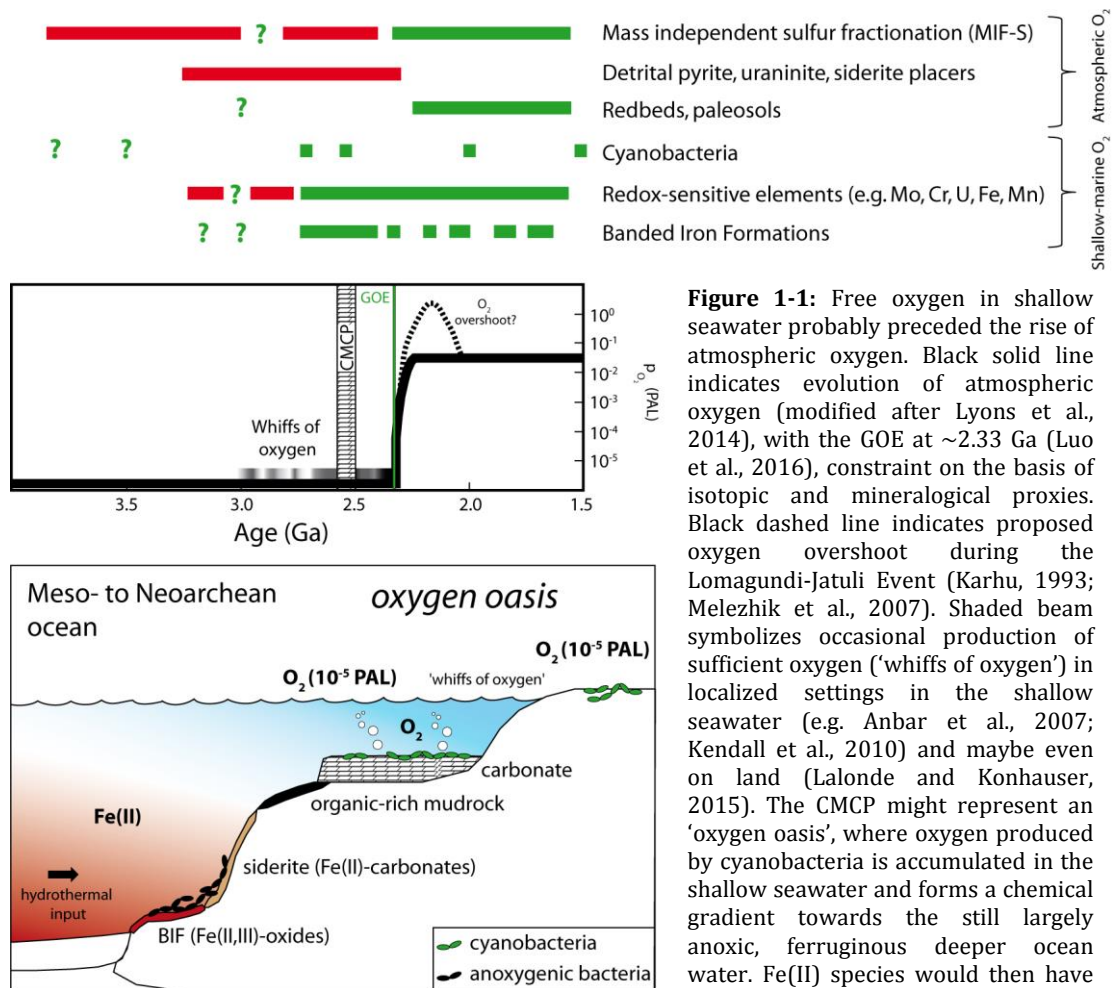 ? Mass independent sulfur fractionation (MIF-S)
Detrital pyrite, uraninite, siderite placers
? Redbeds, paleosols
Atmospheric O2
? ? Cyanobacteria
? Redox-sensitive elements (e.g. Mo, Cr, U, Fe, Mn)
? ? Banded Iron Formations
Shallow-marine O2
CMCP
GOE
O2
overshoot?
Whiffs of
oxygen
10⁰
10⁻¹
10⁻²
10⁻³
10⁻⁴
10⁻⁵
pO2 (PAL)
3.5 3.0 2.5 2.0 1.5
Age (Ga)
Meso- to Neoarchean
ocean
oxygen oasis
O2 (10⁻⁵ PAL)
O2 (10⁻⁵ PAL)
'whiffs of oxygen'
O2
carbonate
organic-rich mudrock
Fe(II)
siderite (Fe(II)-carbonates)
hydrothermal
input
BIF (Fe(II,III)-oxides)
cyanobacteria
anoxygenic bacteria
Figure 1-1: Free oxygen in shallow
seawater probably preceded the rise of
atmospheric oxygen. Black solid line
indicates evolution of atmospheric
oxygen (modified after Lyons et al.,
2014), with the GOE at ~2.33 Ga (Luo
et al., 2016), constraint on the basis of
isotopic and mineralogical proxies.
Black dashed line indicates proposed
oxygen overshoot during the
Lomagundi-Jatuli Event (Karhu, 1993;
Melezhik et al., 2007). Shaded beam
symbolizes occasional production of
sufficient oxygen ('whiffs of oxygen') in
localized settings in the shallow
seawater (e.g. Anbar et al., 2007;
Kendall et al., 2010) and maybe even
on land (Lalonde and Konhauser,
2015). The CMCP might represent an
'oxygen oasis', where oxygen produced
by cyanobacteria is accumulated in the
shallow seawater and forms a chemical
gradient towards the still largely
anoxic, ferruginous deeper ocean
water. Fe(II) species would then have